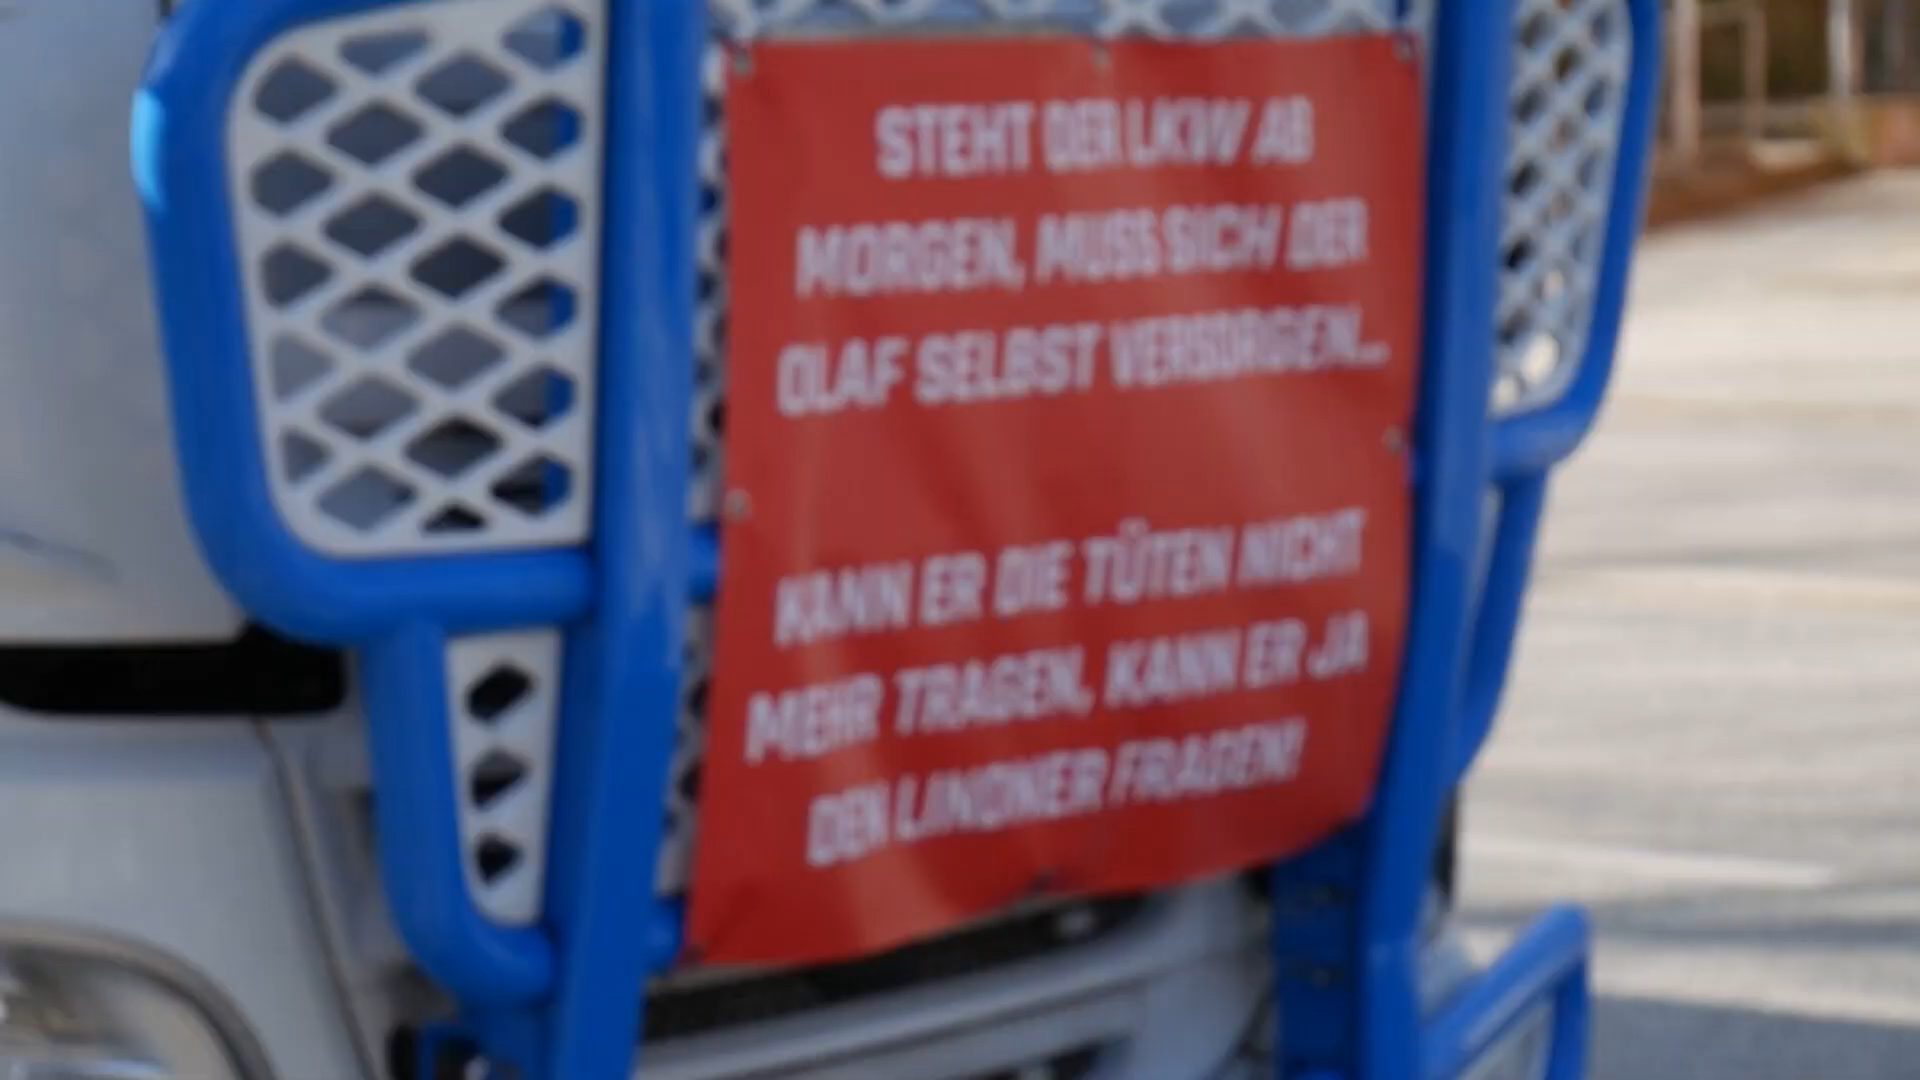 STEHT DER LKW AB
MORGEN, MUSS SICH DER
OLAF SELBST VERSORGEN...
KANN ER DIE TÜTEN NICHT
MEHR TRAGEN, KANN ER JA
DEN LINDNER FRAGEN!